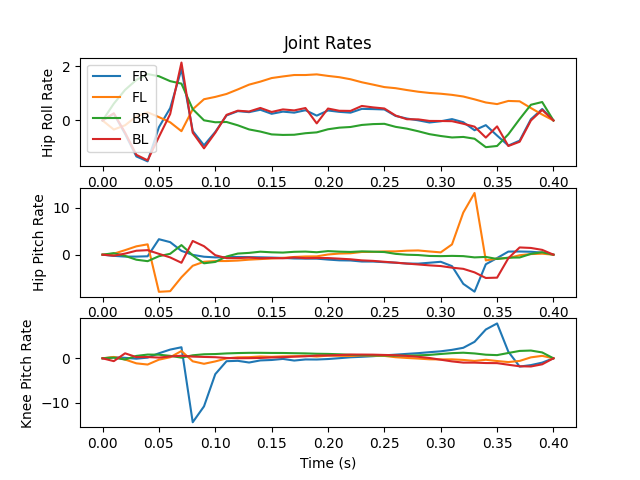 Joint Rates
Hip Roll Rate
2
0
FR
FL
BR
BL
0.00 0.05 0.10 0.15 0.20 0.25 0.30 0.35 0.40
Hip Pitch Rate
10
0
0.00 0.05 0.10 0.15 0.20 0.25 0.30 0.35 0.40
Knee Pitch Rate
0
−10
0.00 0.05 0.10 0.15 0.20 0.25 0.30 0.35 0.40
Time (s)